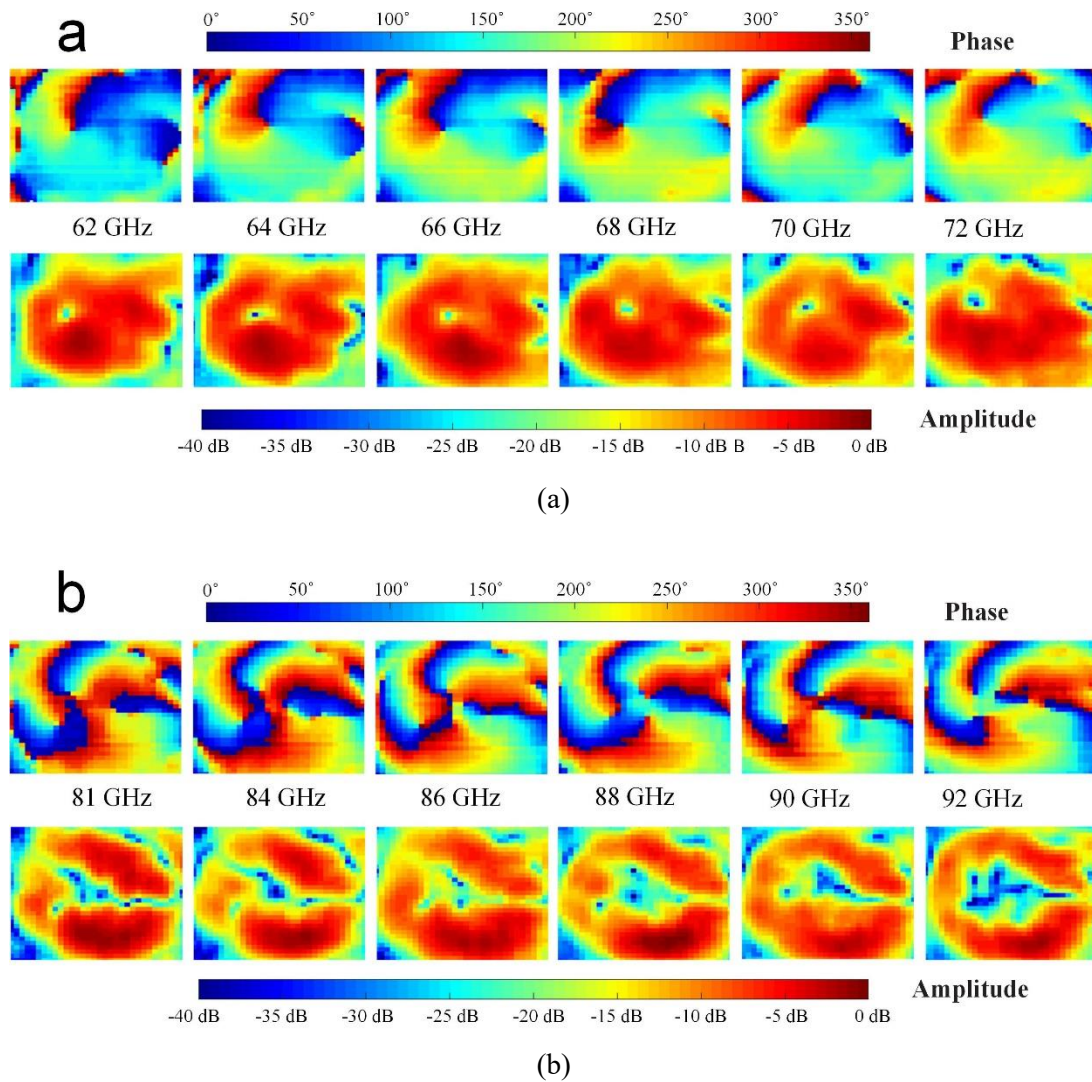 a
0° 50° 100° 150° 200° 250° 300° 350°
Phase
62 GHz 64 GHz 66 GHz 68 GHz 70 GHz 72 GHz
-40 dB -35 dB -30 dB -25 dB -20 dB -15 dB -10 dB B -5 dB 0 dB
Amplitude
(a)
b
0° 50° 100° 150° 200° 250° 300° 350°
Phase
81 GHz 84 GHz 86 GHz 88 GHz 90 GHz 92 GHz
-40 dB -35 dB -30 dB -25 dB -20 dB -15 dB -10 dB -5 dB 0 dB
Amplitude
(b)